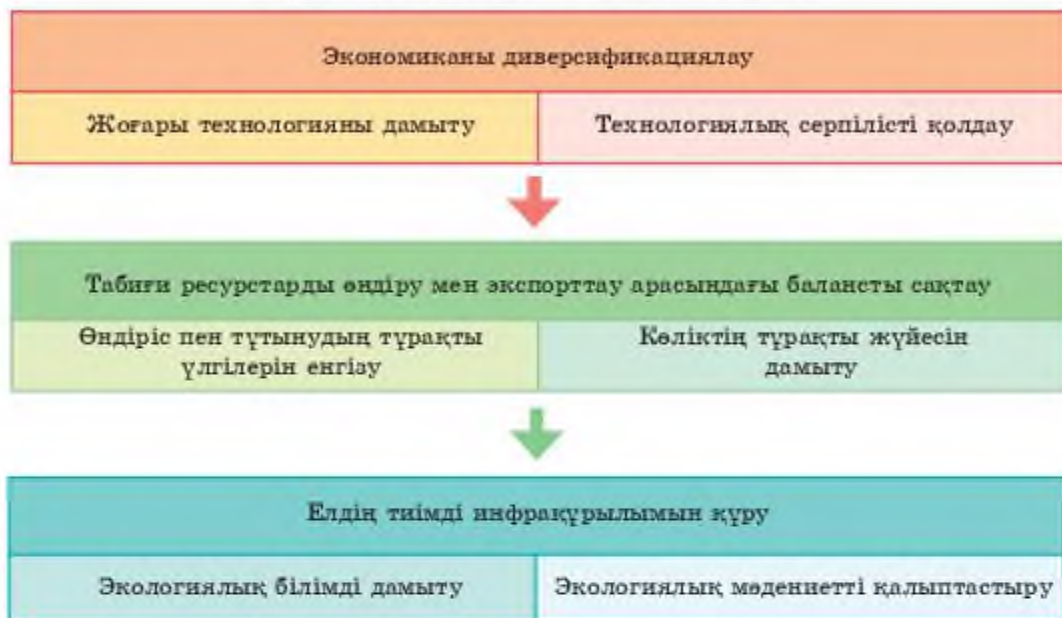 Экономиканы диверсификациялау
Жоғары технологияны дамыту
Технологиялық серпілісті қолдау
Табиғи ресурстарды өндіру мен экспорттау арасындағы балансты сақтау
Өндіріс пен тұтынудың тұрақты
үлгілерін енгізу
Көліктің тұрақты жүйесін
дамыту
Елдің тиімді инфрақұрылымын құру
Экологиялық білімді дамыту
Экологиялық мәдениетті қалыптастыру